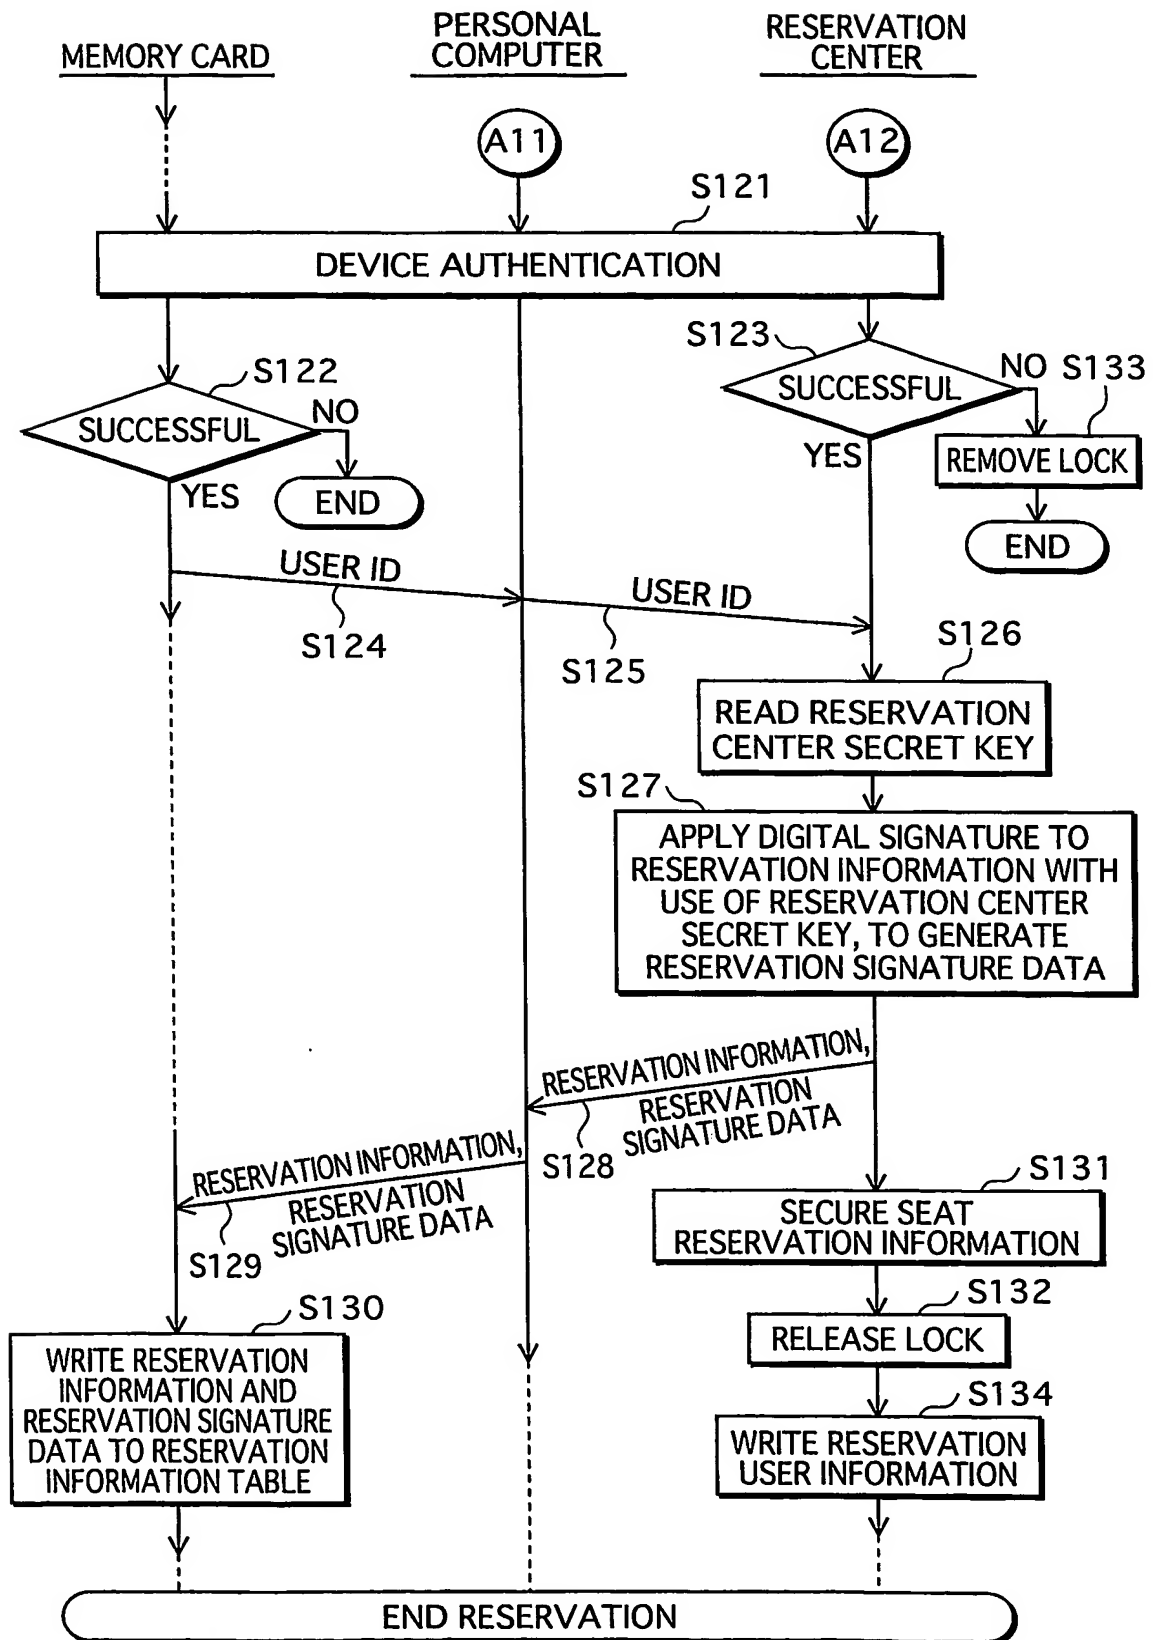 MEMORY CARD
PERSONAL
COMPUTER
RESERVATION
CENTER
A11
A12
S121
DEVICE AUTHENTICATION
S123
S122
SUCCESSFUL
NO
S133
SUCCESSFUL
NO
YES
REMOVE LOCK
YES
END
END
USER ID
USER ID
S124
S125
S126
READ RESERVATION
CENTER SECRET KEY
S127
APPLY DIGITAL SIGNATURE TO
RESERVATION INFORMATION WITH
USE OF RESERVATION CENTER
SECRET KEY, TO GENERATE
RESERVATION SIGNATURE DATA
RESERVATION INFORMATION,
RESERVATION
SIGNATURE DATA
S128
RESERVATION INFORMATION,
RESERVATION
SIGNATURE DATA
S129
S131
SECURE SEAT
RESERVATION INFORMATION
S132
RELEASE LOCK
S130
WRITE RESERVATION
INFORMATION AND
RESERVATION SIGNATURE
DATA TO RESERVATION
INFORMATION TABLE
S134
WRITE RESERVATION
USER INFORMATION
END RESERVATION